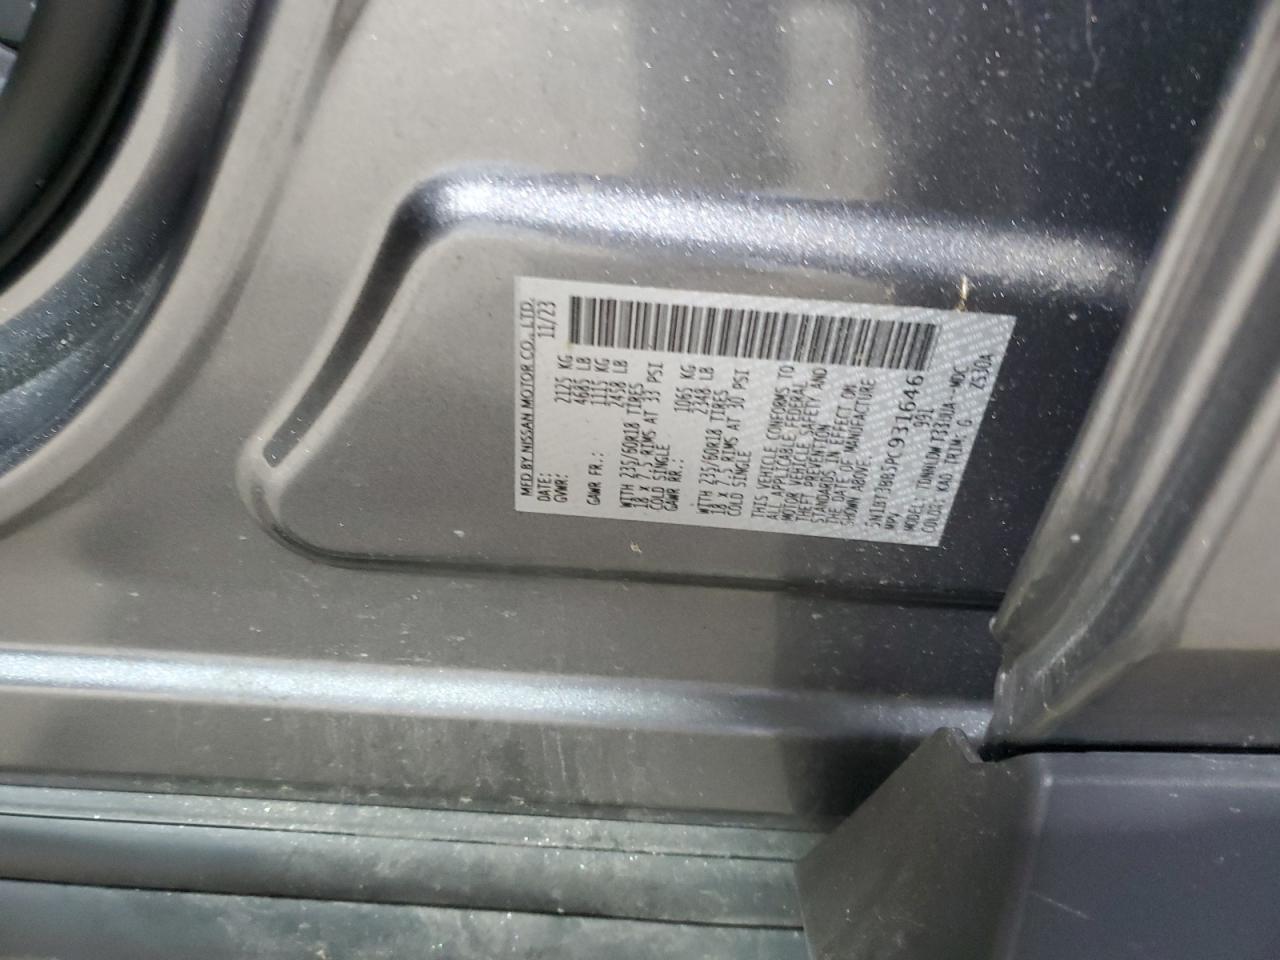 MFD BY NISSAN MOTOR CO., LTD.
DATE: 11/23
GVWR: 2125 KG
4685 LB
GAWR FR.: 1115 KG
2458 LB
WITH 235/60R18 TIRES
18 X 7.5 RIMS AT 33 PSI
COLD SINGLE
GAWR RR.: 1065 KG
2348 LB
WITH 235/60R18 TIRES
18 X 7.5 RIMS AT 30 PSI
COLD SINGLE
THIS VEHICLE CONFORMS TO
ALL APPLICABLE FEDERAL
MOTOR VEHICLE SAFETY AND
THEFT PREVENTION
STANDARDS IN EFFECT ON
THE DATE OF MANUFACTURE
SHOWN ABOVE.
5N1BT3BB5PC931646
MPV 991
MODEL:
COLOR: KAD TRIM: G ZS30A